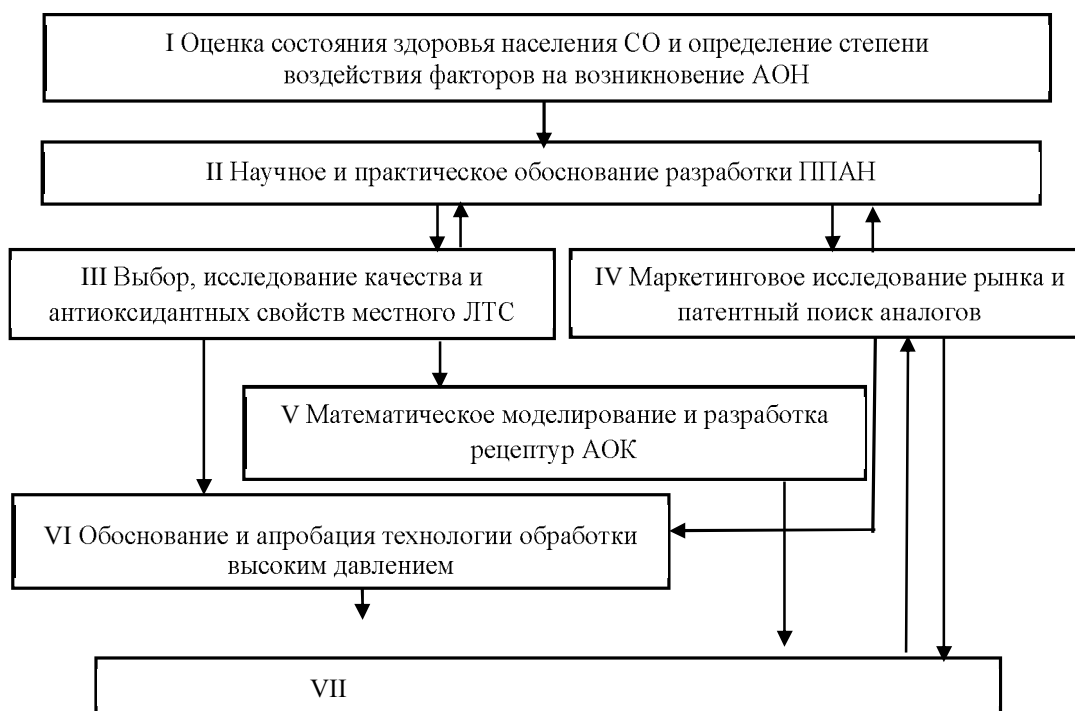 I Оценка состояния здоровья населения СО и определение степени
воздействия факторов на возникновение АОН
II Научное и практическое обоснование разработки ППАН
III Выбор, исследование качества и
антиоксидантных свойств местного ЛТС
IV Маркетинговое исследование рынка и
патентный поиск аналогов
V Математическое моделирование и разработка
рецептур АОК
VI Обоснование и апробация технологии обработки
высоким давлением
VII